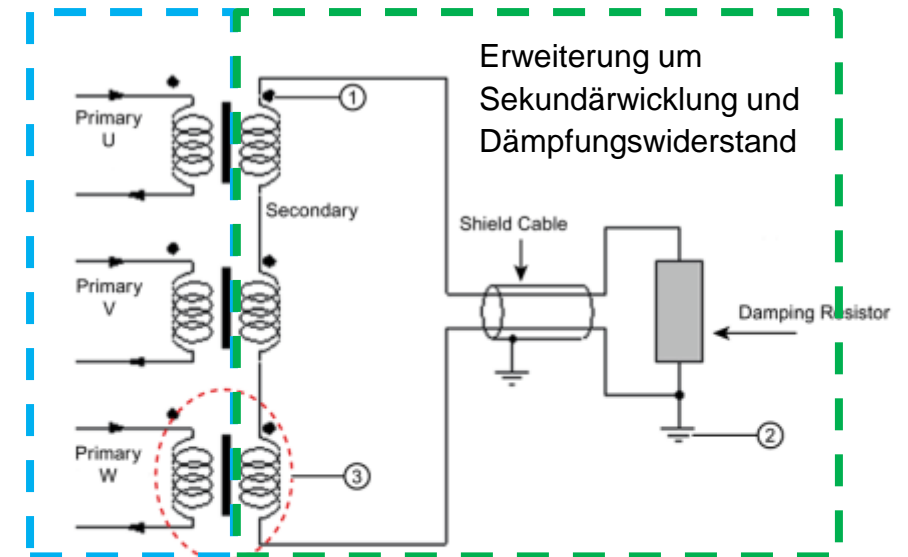 Erweiterung um
Sekundärwicklung und
Dämpfungswiderstand
①
Primary
U
Secondary
Shield Cable
Primary
V
Damping Resistor
②
Primary
W
③